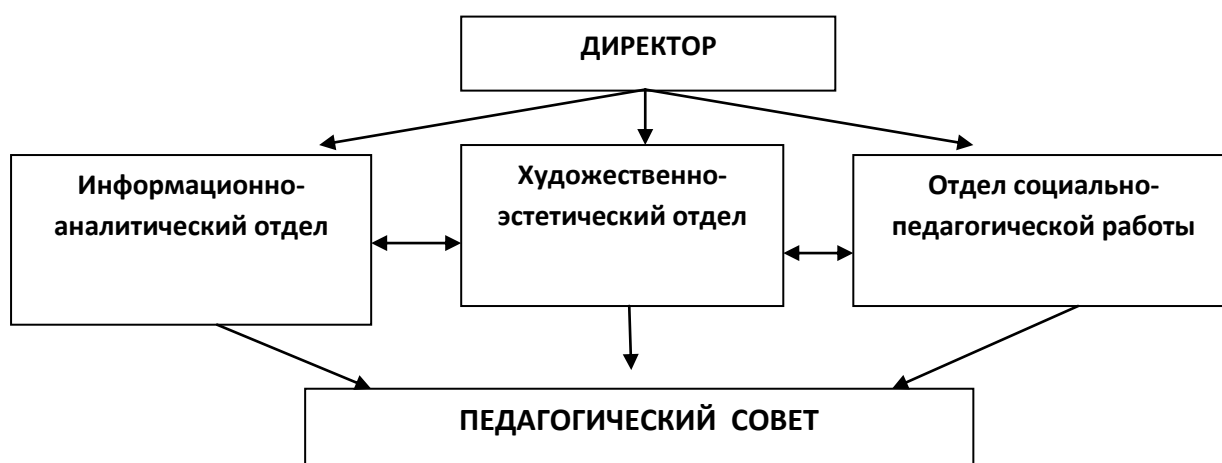 ДИРЕКТОР
Информационно-
аналитический отдел
Художественно-
эстетический отдел
Отдел социально-
педагогической работы
ПЕДАГОГИЧЕСКИЙ СОВЕТ